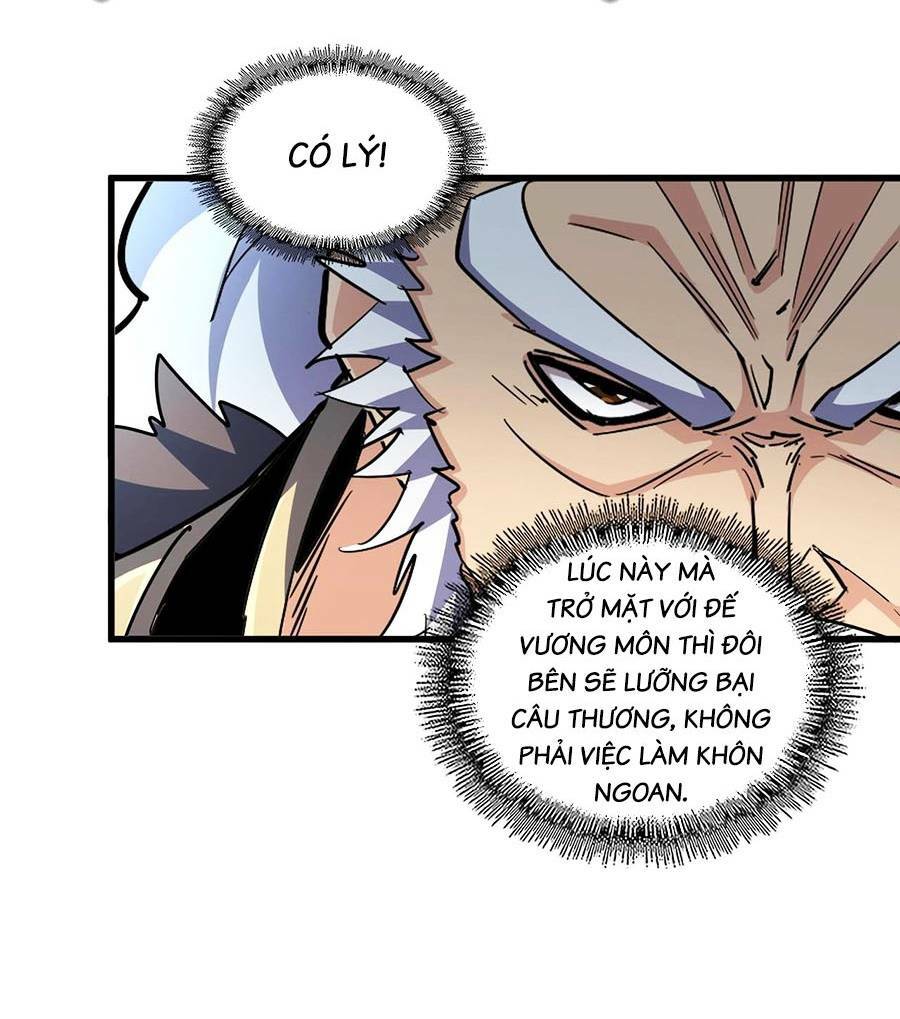 CÓ LÝ!
LÚC NÀY MÀ
TRỞ MẶT VỚI ĐẾ
VƯƠNG MÔN THÌ ĐÔI
BÊN SẼ LƯỠNG BẠI
CÂU THƯƠNG, KHÔNG
PHẢI VIỆC LÀM KHÔN
NGOAN.